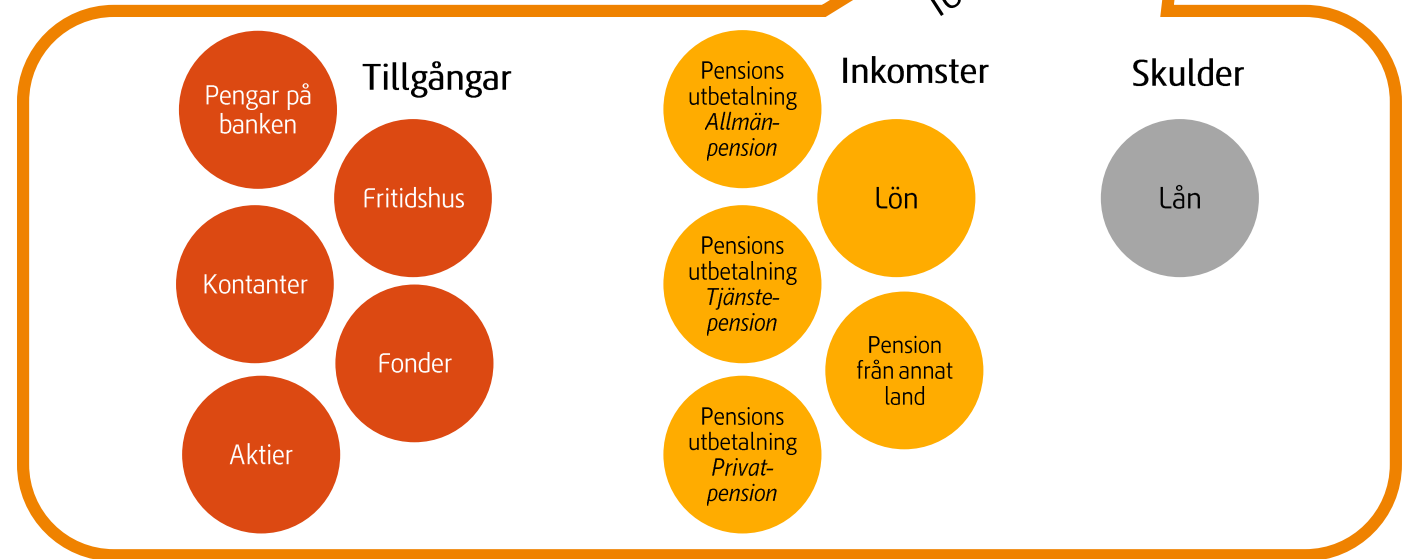 Tillgångar
Pengar på
banken
Fritidshus
Kontanter
Fonder
Aktier
Inkomster
Pensions
utbetalning
Allmän-
pension
Lön
Pensions
utbetalning
Tjänste-
pension
Pension
från annat
land
Pensions
utbetalning
Privat-
pension
Skulder
Lån